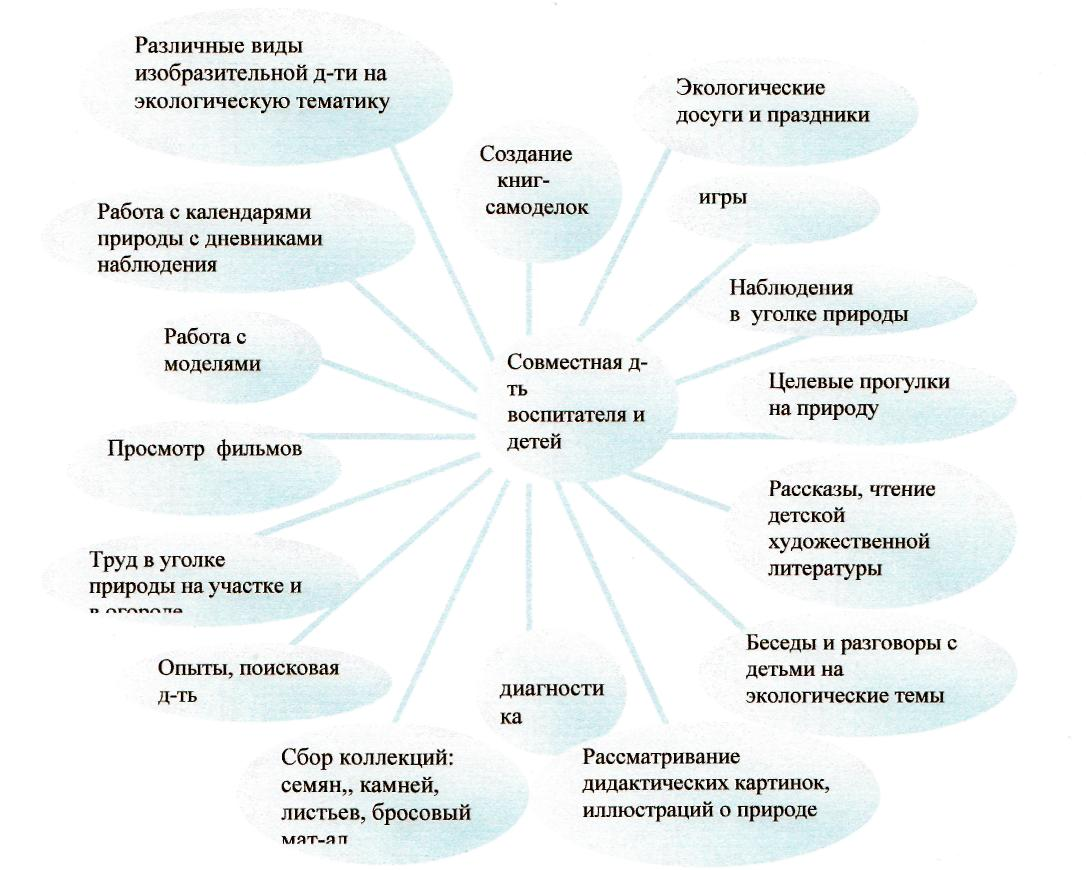 Различные виды
изобразительной д-ти на
экологическую тематику
Экологические
досуги и праздники
Создание
книг-
самоделок
игры
Работа с календарями
природы с дневниками
наблюдения
Наблюдения
в уголке природы
Работа с
моделями
Совместная д-
ть
воспитателя и
детей
Целевые прогулки
на природу
Просмотр фильмов
Рассказы, чтение
детской
художественной
литературы
Труд в уголке
природы на участке и
в огороде
Беседы и разговоры с
детьми на
экологические темы
Опыты, поисковая
д-ть
диагности
ка
Сбор коллекций:
семян,, камней,
листьев, бросовый
мат-ал
Рассматривание
дидактических картинок,
иллюстраций о природе